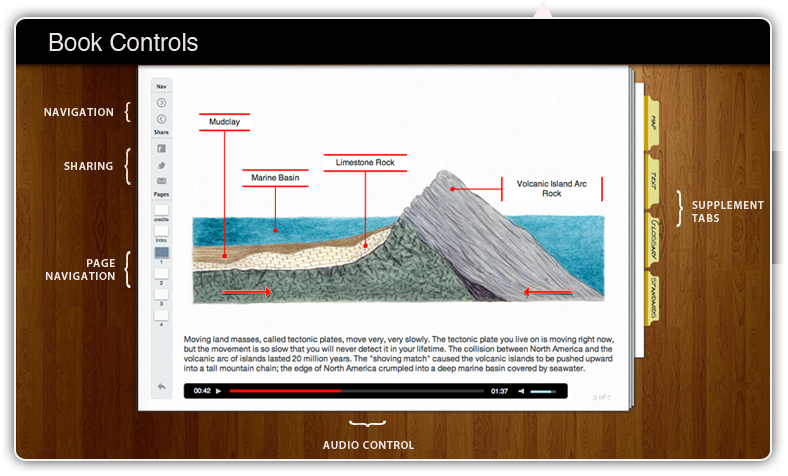 Book Controls
NAVIGATION
SHARING
PAGE
NAVIGATION
Nav
Share
Pages
credits
Intro
1
2
3
4
Mudclay
Marine Basin
Limestone Rock
Volcanic Island Arc
Rock
Moving land masses, called tectonic plates, move very, very slowly. The tectonic plate you live on is moving right now,
but the movement is so slow that you will never detect it in your lifetime. The collision between North America and the
volcanic arc of islands lasted 20 million years. The "shoving match" caused the volcanic islands to be pushed upward
into a tall mountain chain; the edge of North America crumpled into a deep marine basin covered by seawater.
00:42
01:37
3 of 7
MAP
TEXT
GLOSSARY
STANDARDS
SUPPLEMENT
TABS
AUDIO CONTROL